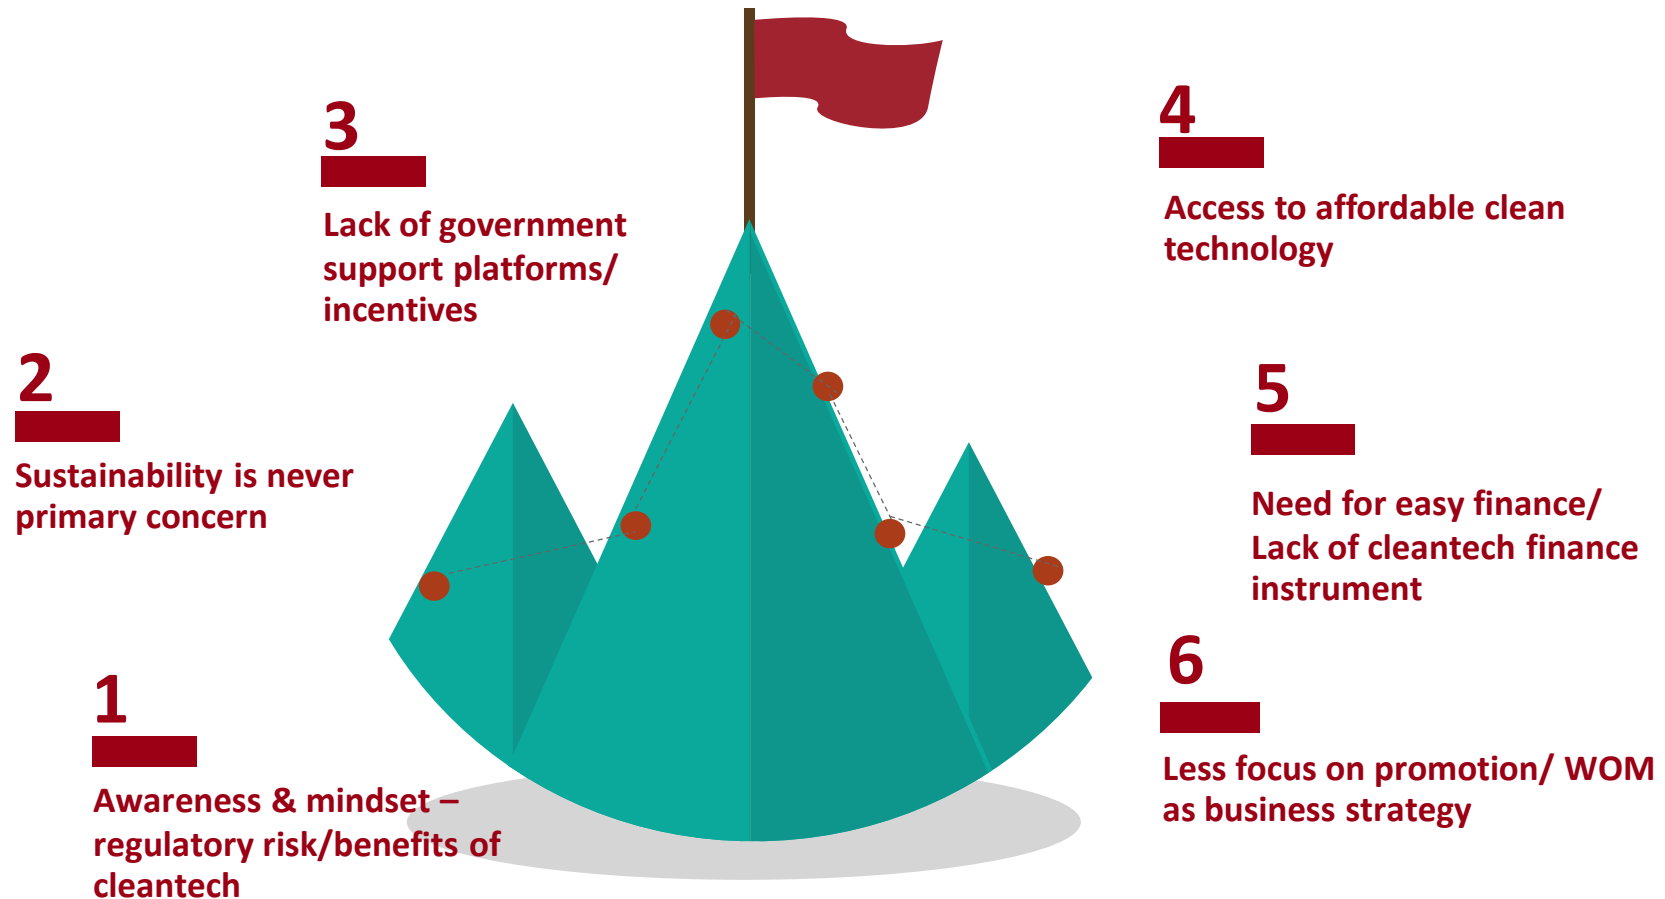 3
Lack of government
support platforms/
incentives
4
Access to affordable clean
technology
2
Sustainability is never
primary concern
5
Need for easy finance/
Lack of cleantech finance
instrument
1
Awareness & mindset –
regulatory risk/benefits of
cleantech
6
Less focus on promotion/ WOM
as business strategy